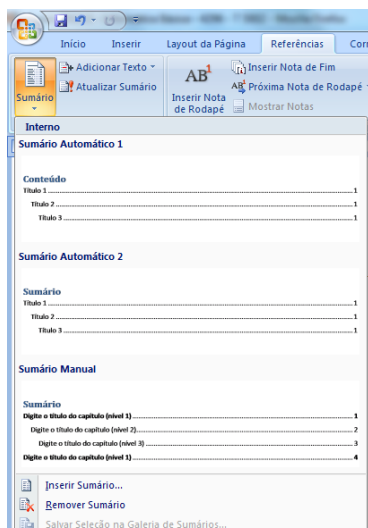 Início Inserir Layout da Página Referências Corr
Sumário
Adicionar Texto
Atualizar Sumário
AB¹
Inserir Nota de Rodapé
Inserir Nota de Fim
Próxima Nota de Rodapé
Mostrar Notas
Interno
Sumário Automático 1
Conteúdo
Título 1 1
Título 2 1
Título 3 1
Sumário Automático 2
Sumário
Título 1 1
Título 2 1
Título 3 1
Sumário Manual
Sumário
Digite o título do capítulo (nível 1) 1
Digite o título do capítulo (nível 2) 2
Digite o título do capítulo (nível 3) 3
Digite o título do capítulo (nível 1) 4
Inserir Sumário...
Remover Sumário
Salvar Seleção na Galeria de Sumários...